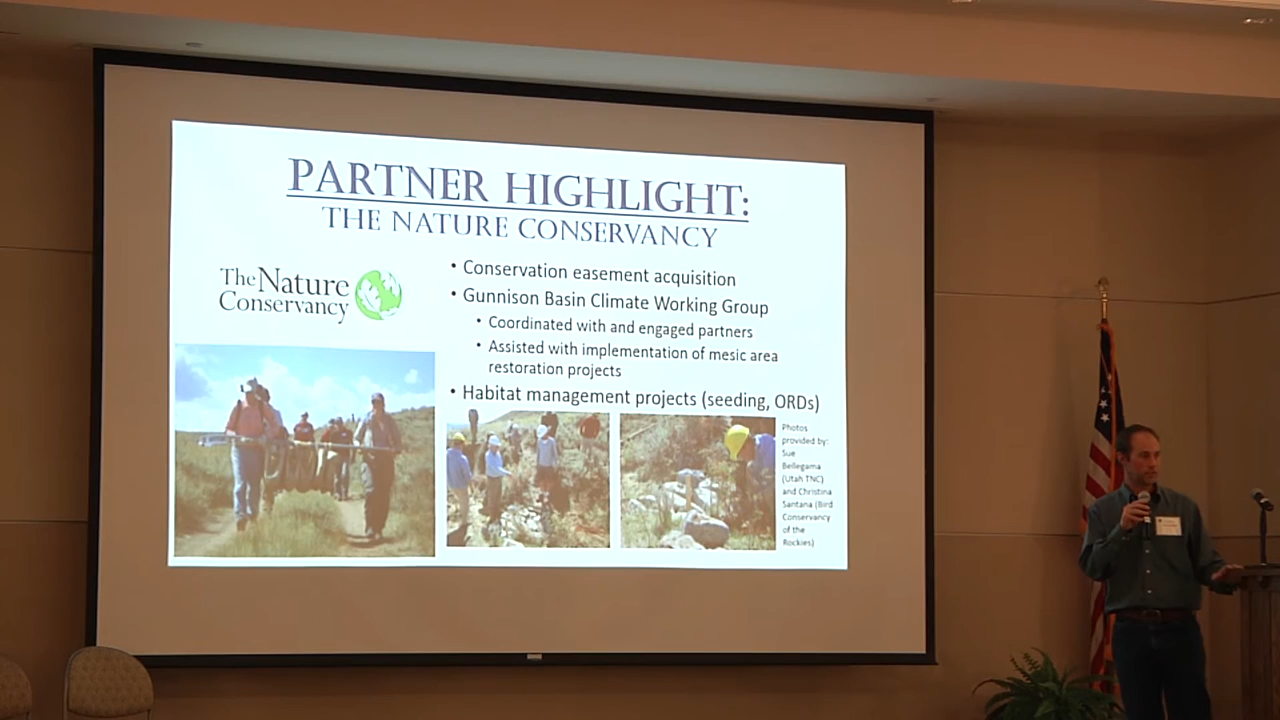 PARTNER HIGHLIGHT:
THE NATURE CONSERVANCY
The Nature
Conservancy
• Conservation easement acquisition
• Gunnison Basin Climate Working Group
• Coordinated with and engaged partners
• Assisted with implementation of mesic area
restoration projects
• Habitat management projects (seeding, ORDs)
Photos
provided by:
Sue
Bellegama
(Utah TNC)
and Christina
Santana (Bird
Conservancy
of the
Rockies)